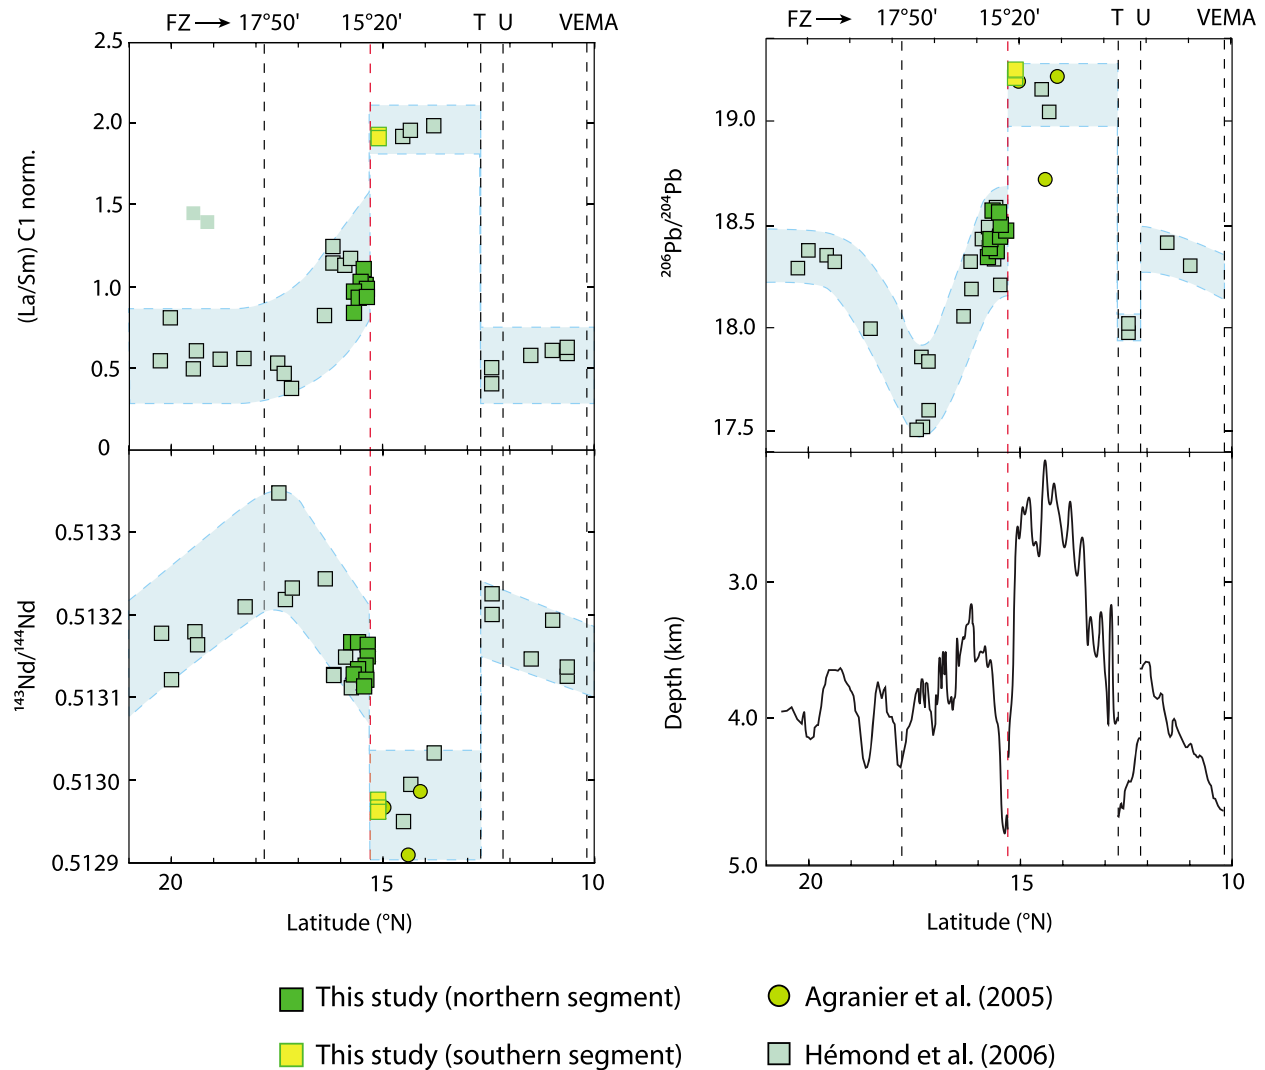 FZ → 17°50' 15°20' T U VEMA
2.5
2.0
1.5
1.0
0.5
0
(La/Sm) C1 norm.
0.5133
0.5132
0.5131
0.5130
0.5129
143Nd/144Nd
20 15 10
Latitude (°N)
FZ → 17°50' 15°20' T U VEMA
19.0
18.5
18.0
17.5
206Pb/204Pb
3.0
4.0
5.0
Depth (km)
20 15 10
Latitude (°N)
This study (northern segment)
Agranier et al. (2005)
This study (southern segment)
Hémond et al. (2006)